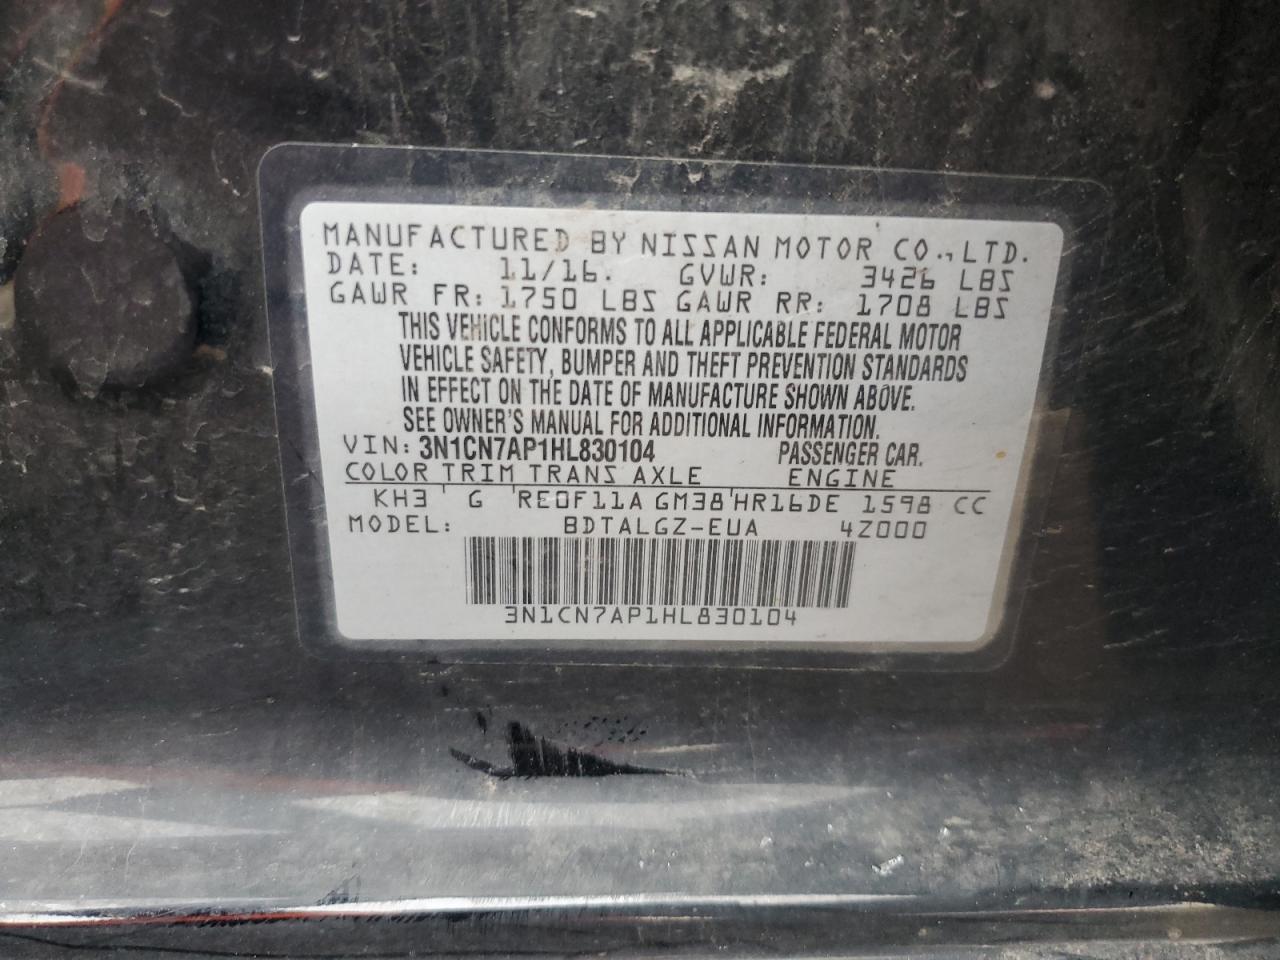 MANUFACTURED BY NISSAN MOTOR CO., LTD.
DATE: 11/16. GVWR: 3426 LBS
GAWR FR: 1750 LBS GAWR RR: 1708 LBS
THIS VEHICLE CONFORMS TO ALL APPLICABLE FEDERAL MOTOR
VEHICLE SAFETY, BUMPER AND THEFT PREVENTION STANDARDS
IN EFFECT ON THE DATE OF MANUFACTURE SHOWN ABOVE.
SEE OWNER'S MANUAL FOR ADDITIONAL INFORMATION.
VIN: 3N1CN7AP1HL830104 PASSENGER CAR.
COLOR TRIM TRANS AXLE ENGINE
KH3 ' G ' RE0F11A GM38 ' HR16DE 1598 CC
MODEL: BDTALGZ-EUA 4Z000
3N1CN7AP1HL830104